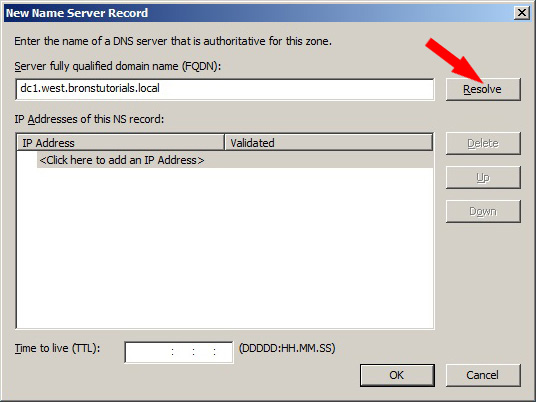 New Name Server Record
Enter the name of a DNS server that is authoritative for this zone.
Server fully qualified domain name (FQDN):
dc1.west.bronstutorials.local
Resolve
IP Addresses of this NS record:
IP Address Validated
<Click here to add an IP Address>
Delete
Up
Down
Time to live (TTL): : : : (DDDDD:HH.MM.SS)
OK Cancel